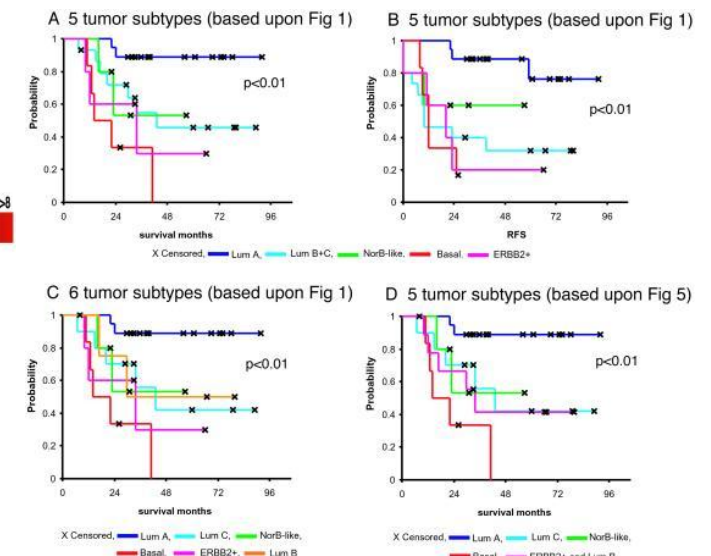 A 5 tumor subtypes (based upon Fig 1)
Probability
1
0.8
0.6
0.4
0.2
0
p<0.01
0 24 48 72 96
survival months
B 5 tumor subtypes (based upon Fig 1)
Probability
1
0.8
0.6
0.4
0.2
0
p<0.01
0 24 48 72 96
RFS
X Censored, Lum A, Lum B+C, NorB-like, Basal. ERBB2+
C 6 tumor subtypes (based upon Fig 1)
Probability
1
0.8
0.6
0.4
0.2
0
p<0.01
0 24 48 72 96
survival months
X Censored, Lum A, Lum C, NorB-like,
Basal. ERBB2+. Lum B
D 5 tumor subtypes (based upon Fig 5)
Probability
1
0.8
0.6
0.4
0.2
0
p<0.01
0 24 48 72 96
survival months
X Censored, Lum A, Lum C, NorB-like,
Basal. ERBB2+ and Lum B